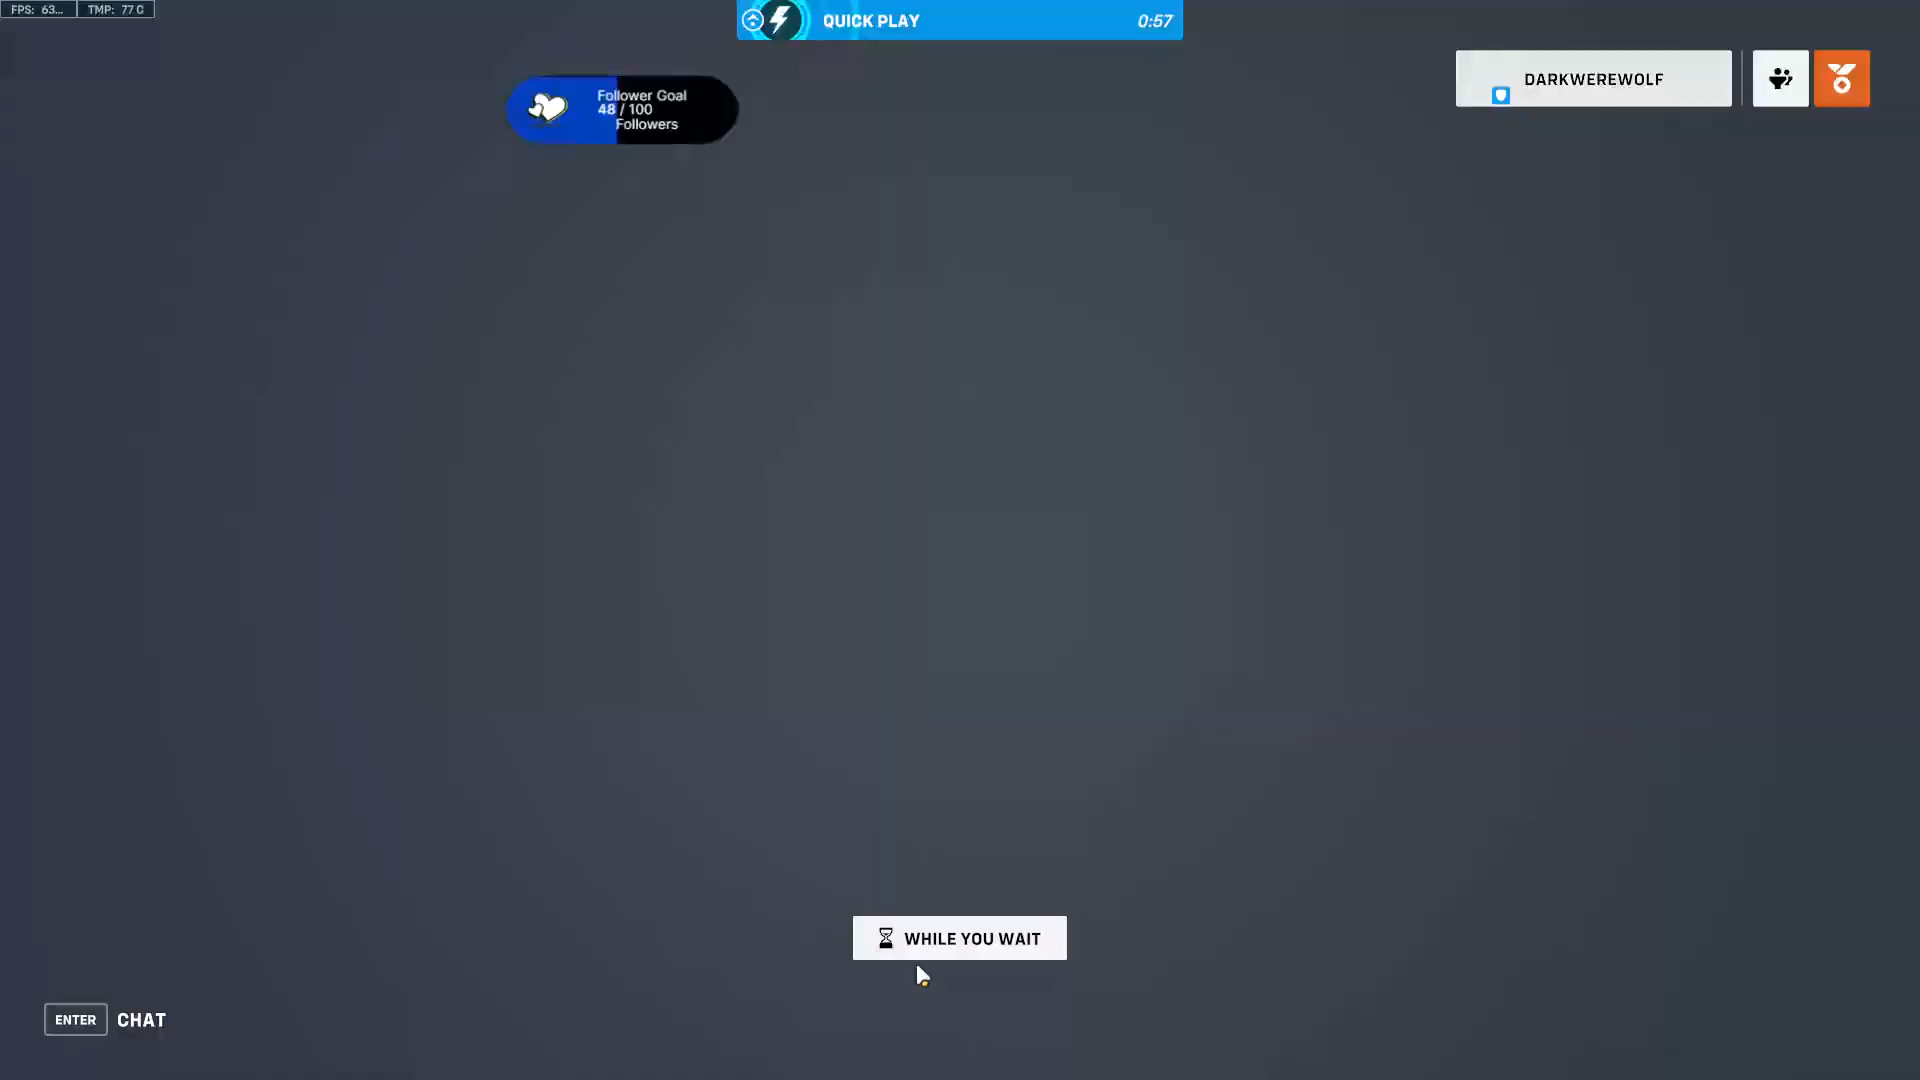 FPS: 63...
TMP: 77 C
QUICK PLAY
0:57
DARKWEREWOLF
Follower Goal
48 / 100
Followers
WHILE YOU WAIT
ENTER
CHAT